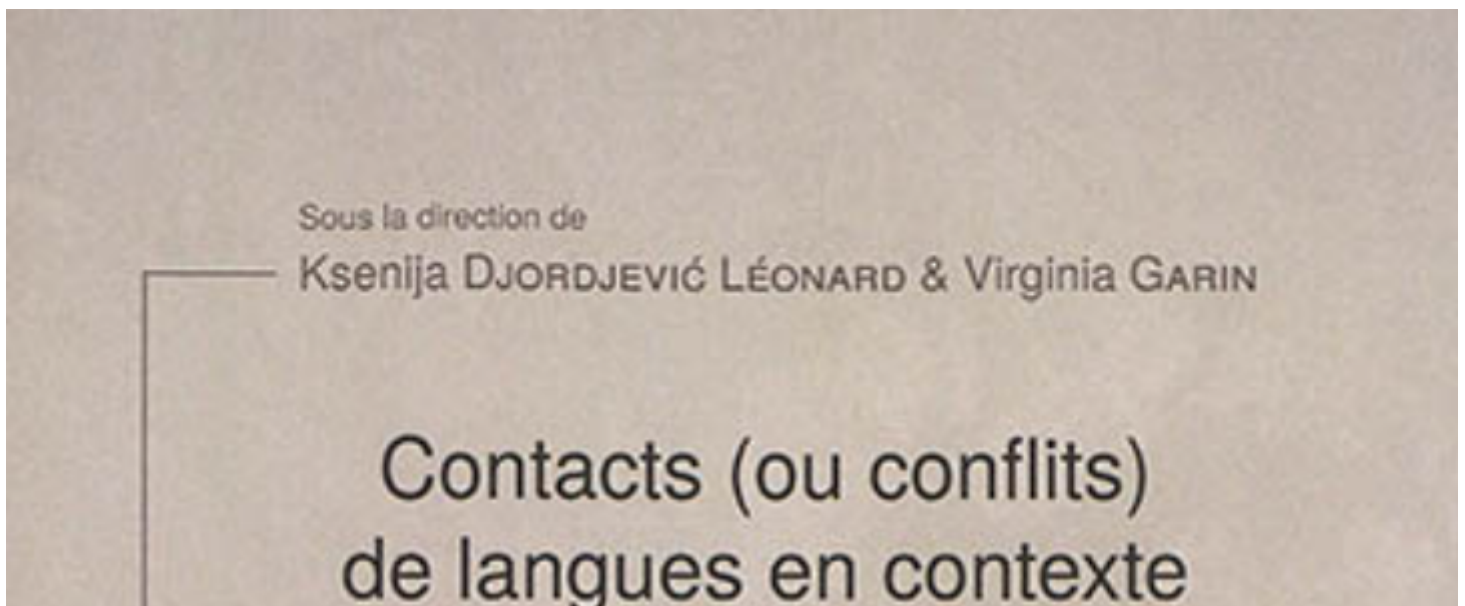 Sous la direction de
Ksenija DJORDJEVIĆ LÉONARD & Virginia GARIN
Contacts (ou conflits)
de langues en contexte